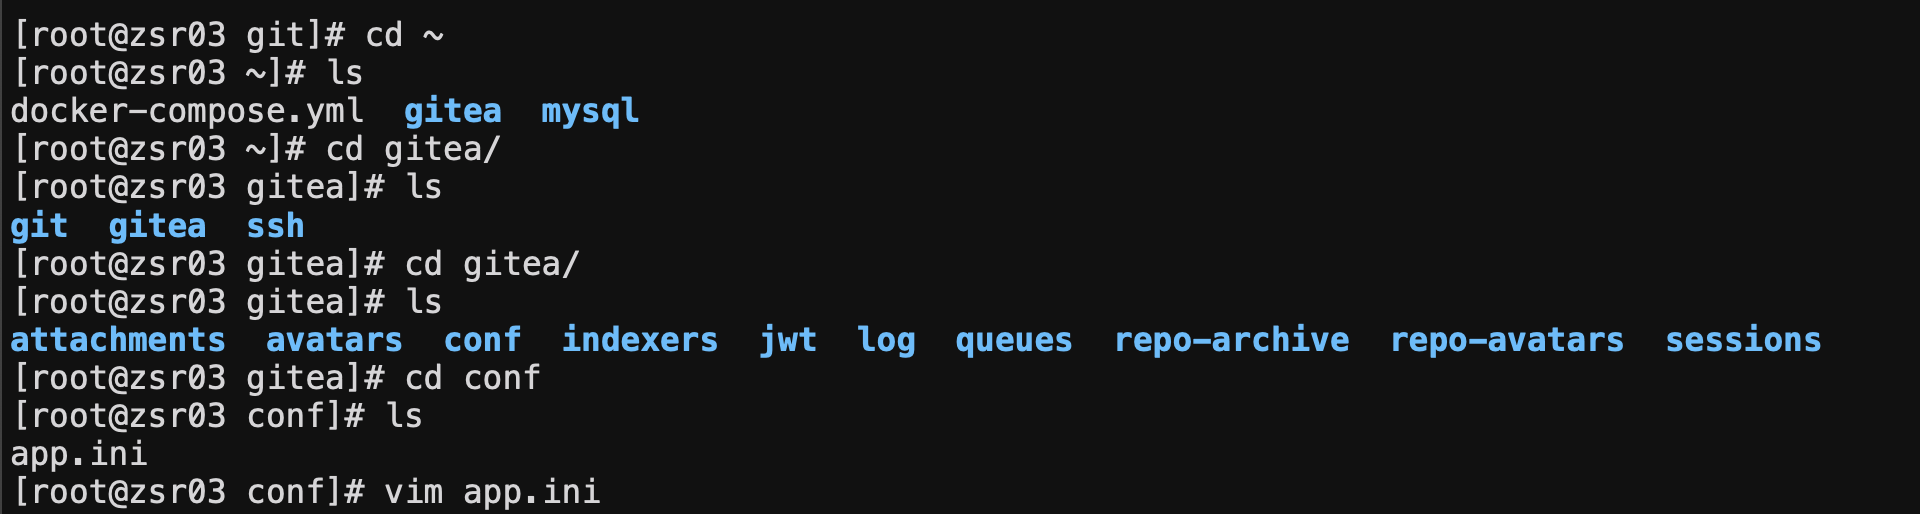 [root@zsr03 git]# cd ~
[root@zsr03 ~]# ls
docker-compose.yml  gitea  mysql
[root@zsr03 ~]# cd gitea/
[root@zsr03 gitea]# ls
git  gitea  ssh
[root@zsr03 gitea]# cd gitea/
[root@zsr03 gitea]# ls
attachments  avatars  conf  indexers  jwt  log  queues  repo-archive  repo-avatars  sessions
[root@zsr03 gitea]# cd conf
[root@zsr03 conf]# ls
app.ini
[root@zsr03 conf]# vim app.ini